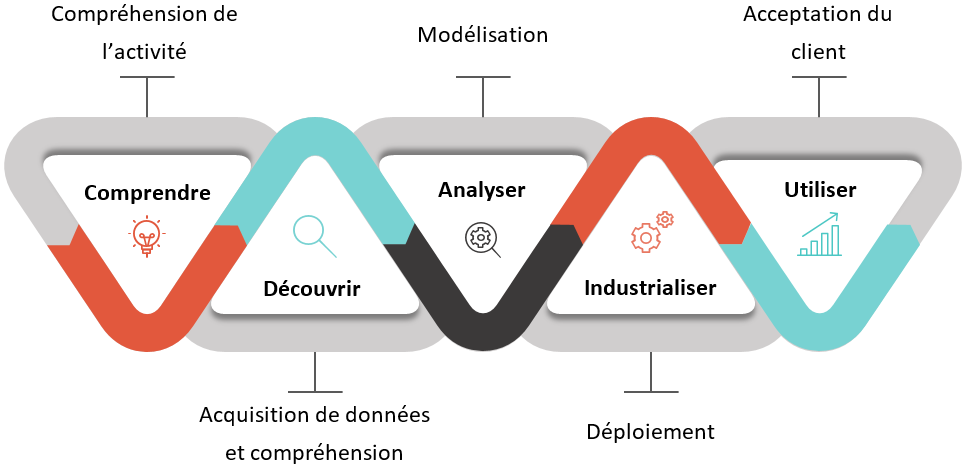 Compréhension de
l’activité
Modélisation
Acceptation du
client
Comprendre
Découvrir
Analyser
Industrialiser
Utiliser
Acquisition de données
et compréhension
Déploiement